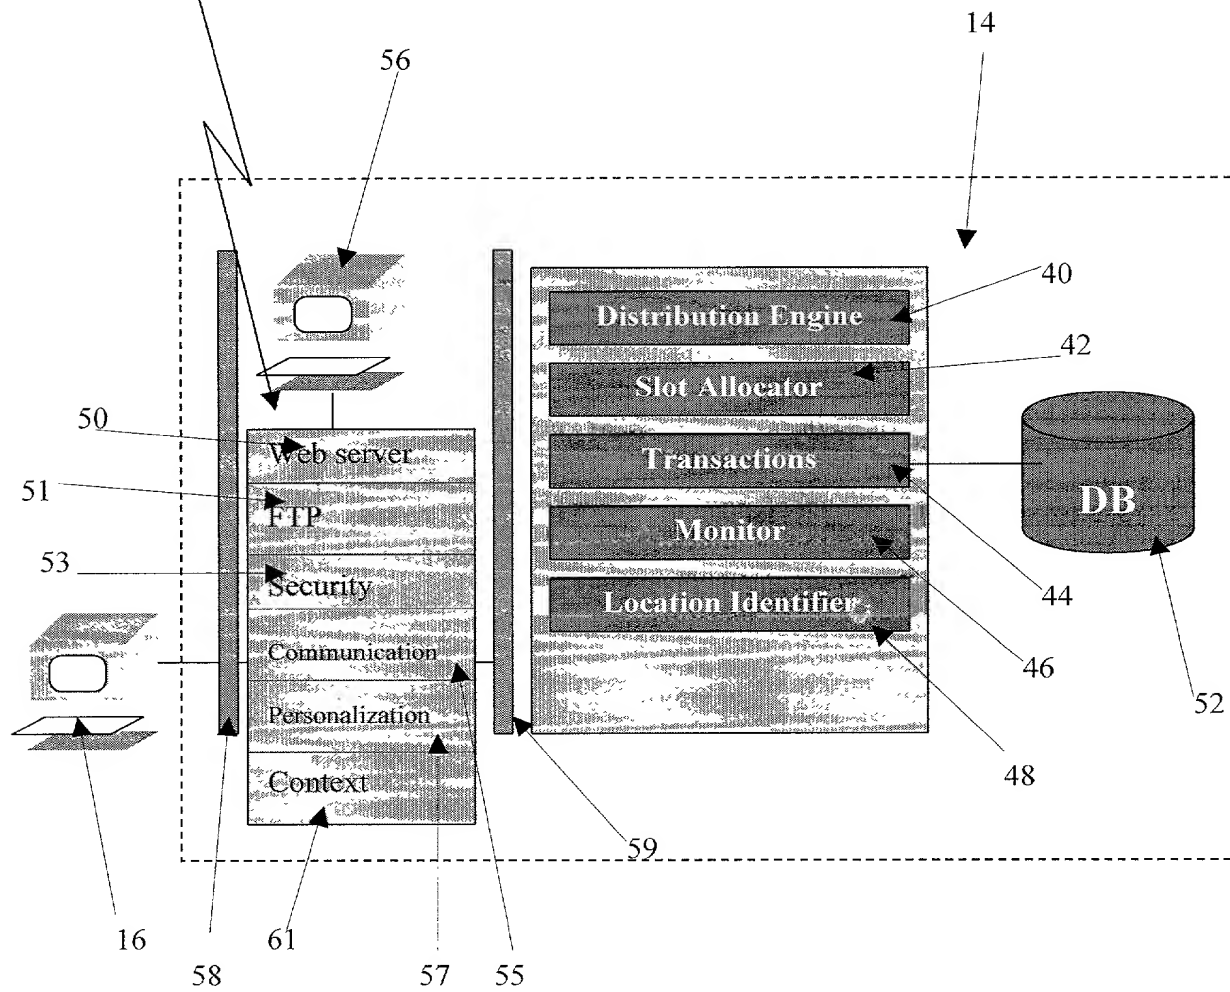 14
56
40
Distribution Engine
42
Slot Allocator
50
Web server
Transactions
51
FTP
DB
Monitor
53
Security
44
Location Identifier
Communication
46
52
Personalization
48
Context
59
16
61
58
57
55